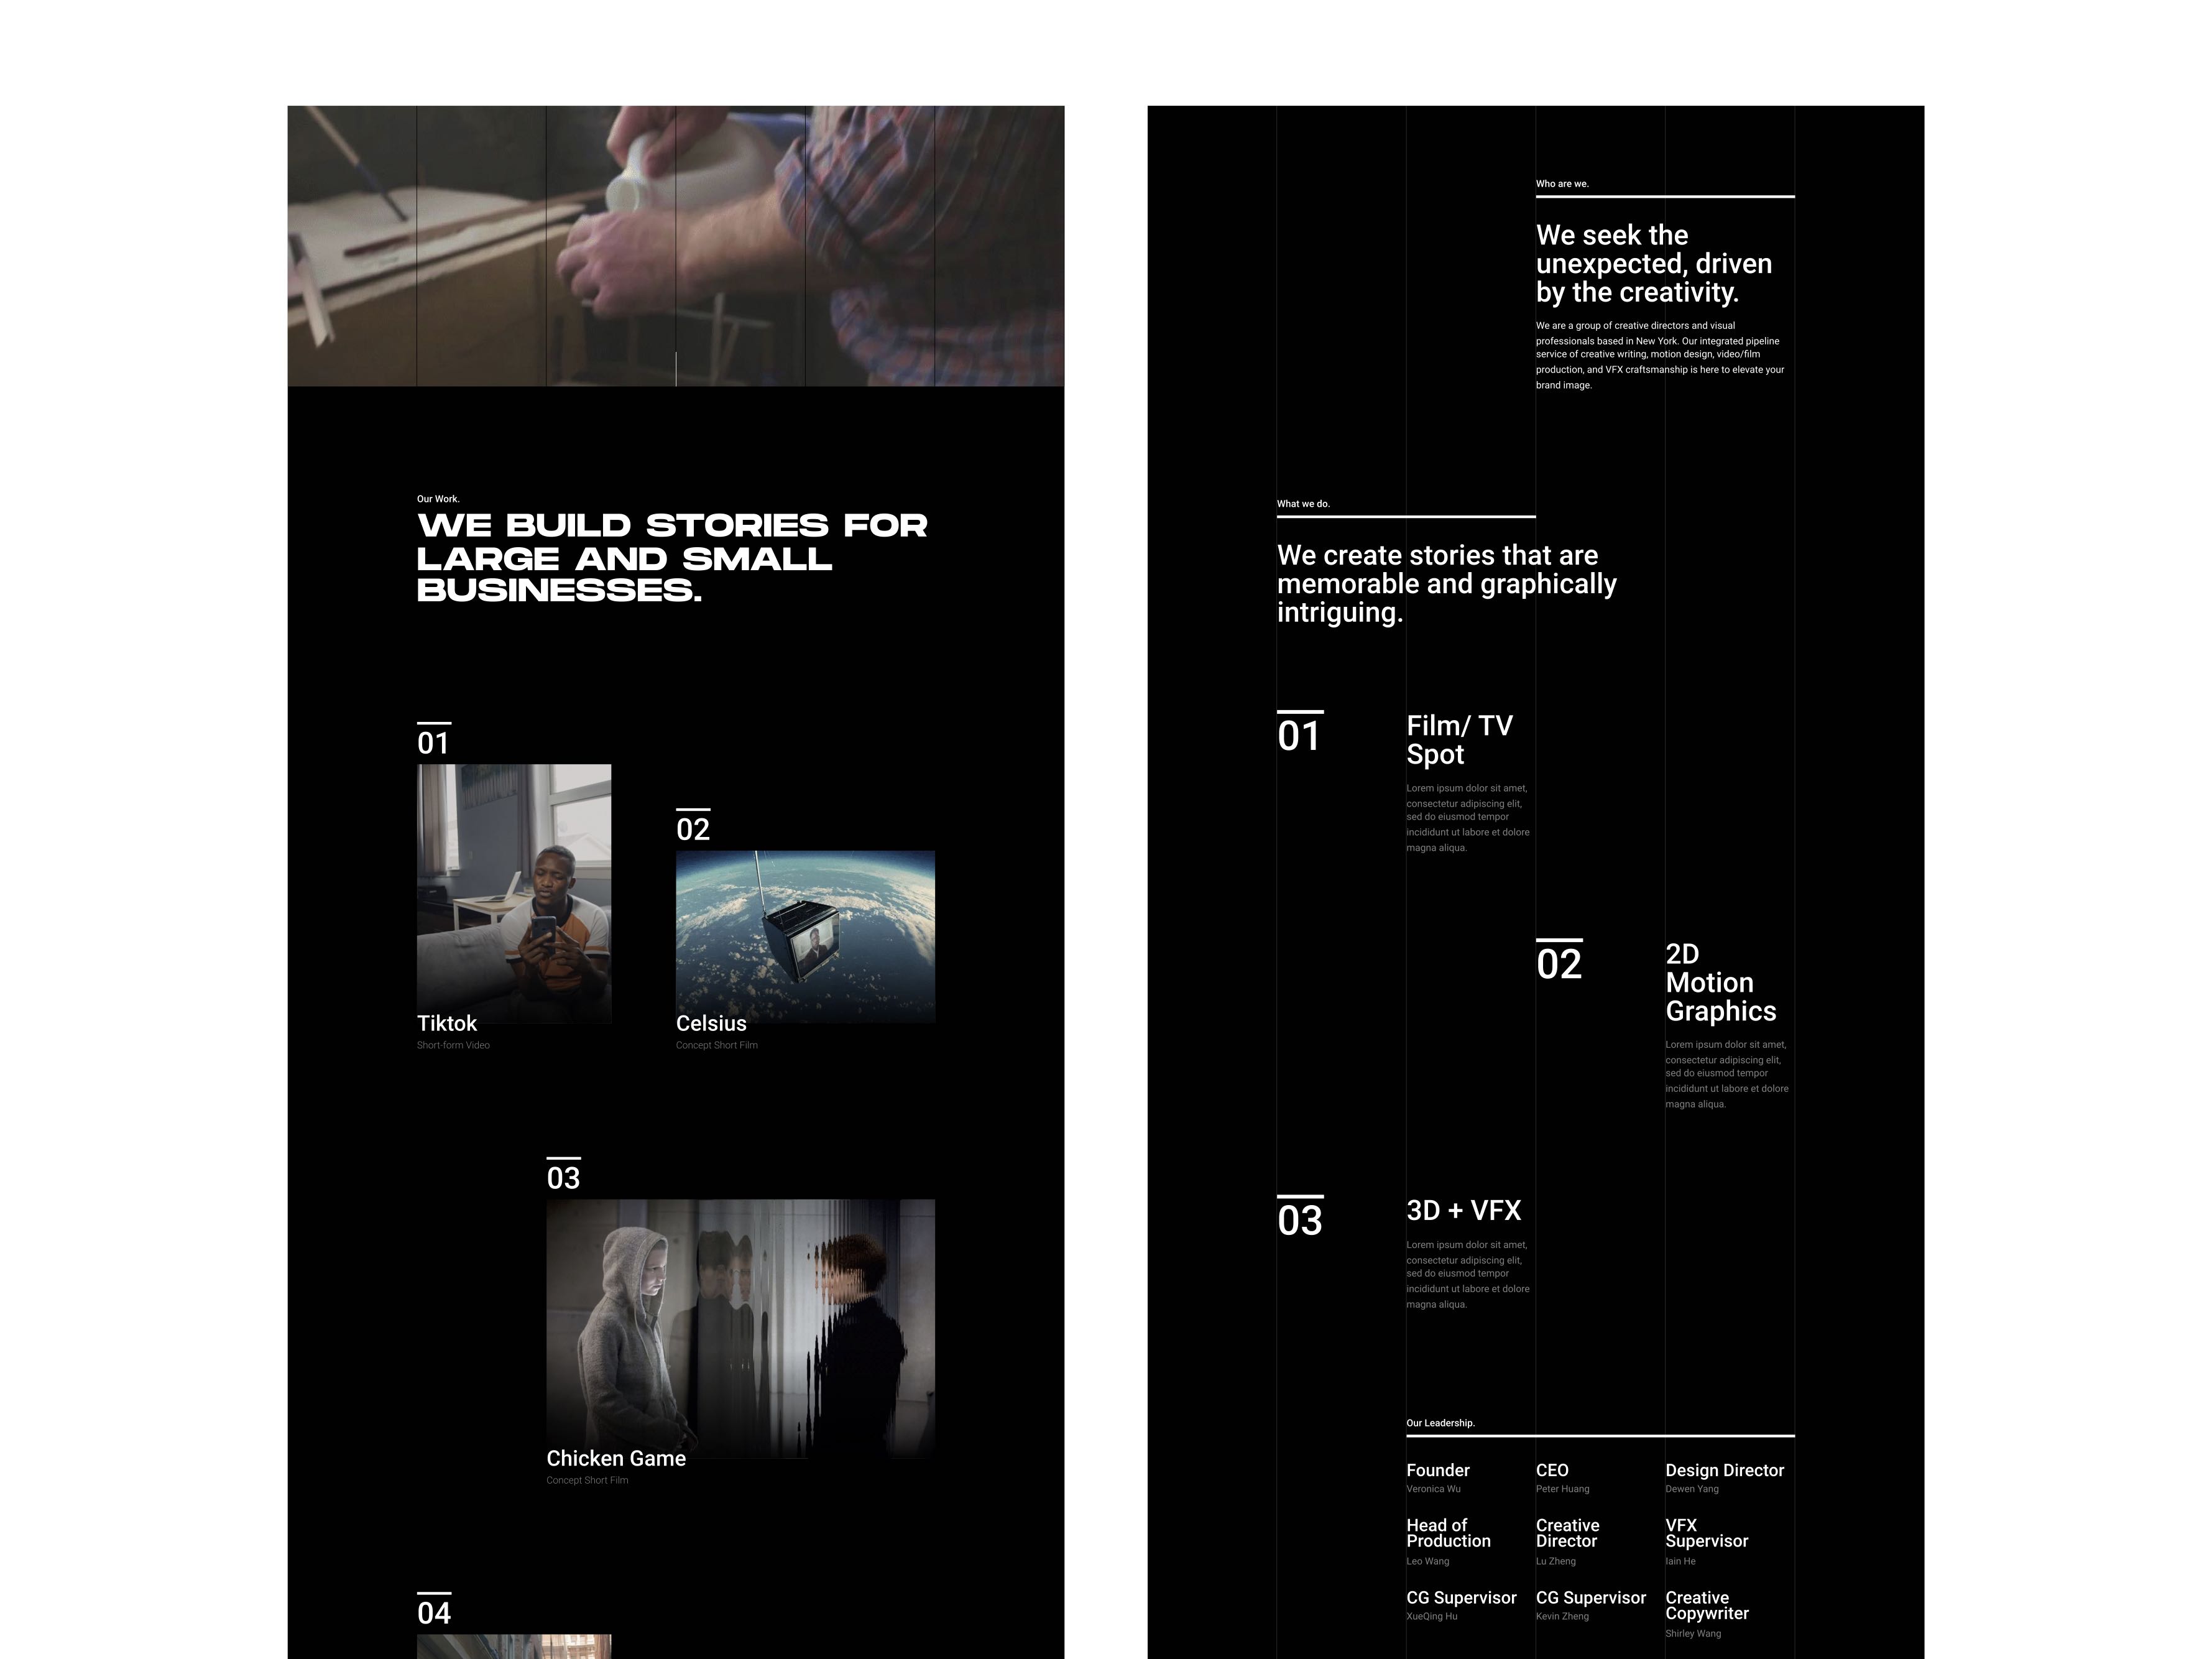 Our Work.
WE BUILD STORIES FOR
LARGE AND SMALL
BUSINESSES.
01
02
Tiktok
Short-form Video
Celsius
Concept Short Film
03
Chicken Game
Concept Short Film
04
Who are we.
We seek the
unexpected, driven
by the creativity.
We are a group of creative directors and visual
professionals based in New York. Our integrated pipeline
service of creative writing, motion design, video/film
production, and VFX craftsmanship is here to elevate your
brand image.
What we do.
We create stories that are
memorable and graphically
intriguing.
01
Film/ TV
Spot
Lorem ipsum dolor sit amet,
consectetur adipiscing elit,
sed do eiusmod tempor
incididunt ut labore et dolore
magna aliqua.
02
2D
Motion
Graphics
Lorem ipsum dolor sit amet,
consectetur adipiscing elit,
sed do eiusmod tempor
incididunt ut labore et dolore
magna aliqua.
03
3D + VFX
Lorem ipsum dolor sit amet,
consectetur adipiscing elit,
sed do eiusmod tempor
incididunt ut labore et dolore
magna aliqua.
Our Leadership.
Founder
Veronica Wu
CEO
Peter Huang
Design Director
Dewen Yang
Head of
Production
Leo Wang
Creative
Director
Lu Zheng
VFX
Supervisor
Iain He
CG Supervisor
XueQing Hu
CG Supervisor
Kevin Zheng
Creative
Copywriter
Shirley Wang